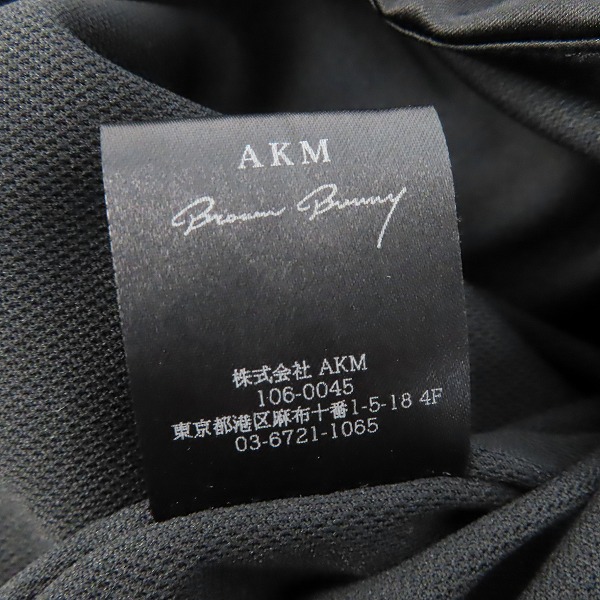 AKM
Brown Bunny
株式会社 AKM
106-0045
東京都港区麻布十番1-5-18 4F
03-6721-1065